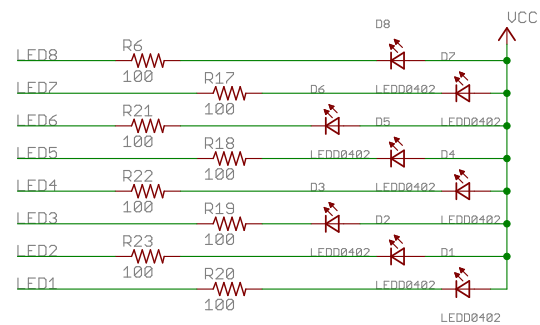 D8
VCC
R6
LED8
D7
100
R17
LED7
D6
LEDD0402
100
R21
LED6
D5
LEDD0402
100
R18
LED5
LEDD0402
D4
100
R22
LED4
D3
LEDD0402
100
R19
LED3
D2
LEDD0402
100
R23
LED2
LEDD0402
D1
100
R20
LED1
LEDD0402
100
LEDD0402